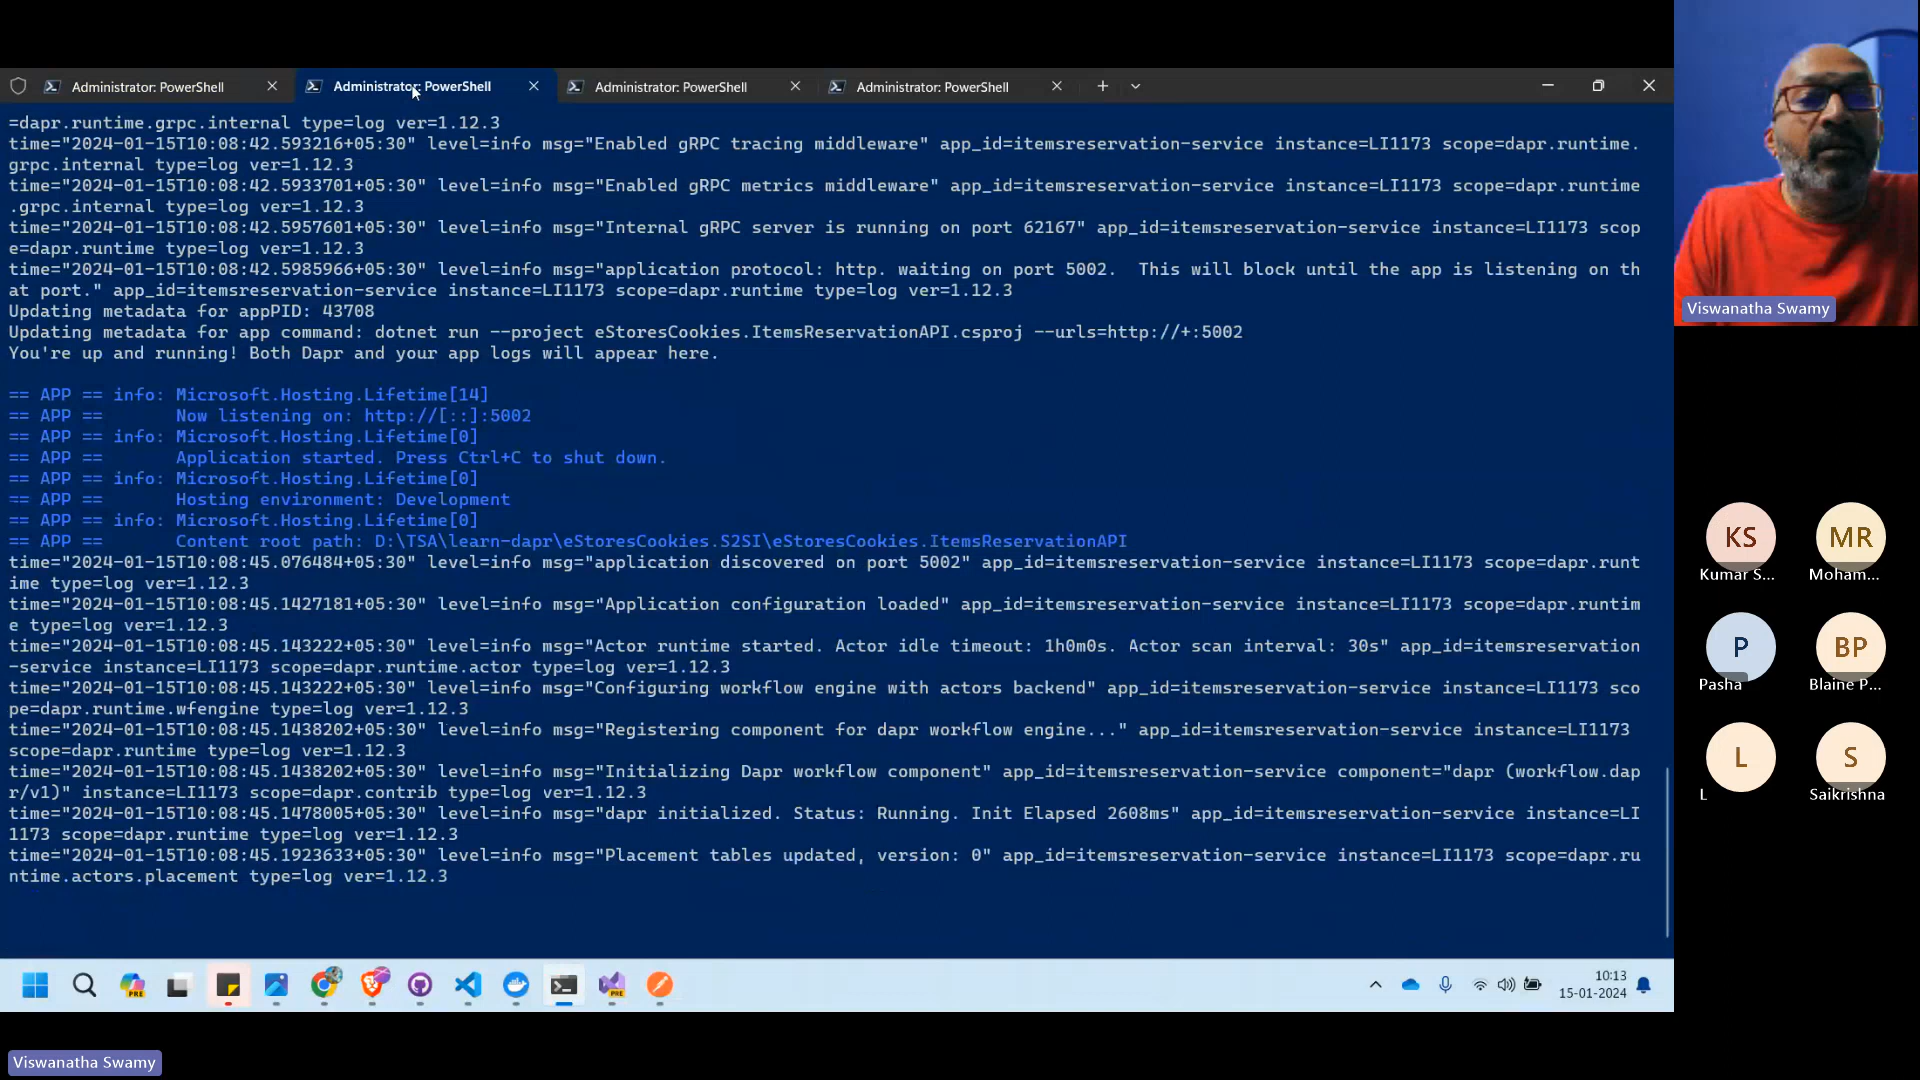 Administrator: PowerShell
Administrator: PowerShell
Administrator: PowerShell
Administrator: PowerShell
=dapr.runtime.grpc.internal type=log ver=1.12.3
time="2024-01-15T10:08:42.593216+05:30" level=info msg="Enabled gRPC tracing middleware" app_id=itemsreservation-service instance=LI1173 scope=dapr.runtime.
grpc.internal type=log ver=1.12.3
time="2024-01-15T10:08:42.5933701+05:30" level=info msg="Enabled gRPC metrics middleware" app_id=itemsreservation-service instance=LI1173 scope=dapr.runtime
.grpc.internal type=log ver=1.12.3
time="2024-01-15T10:08:42.5957601+05:30" level=info msg="Internal gRPC server is running on port 62167" app_id=itemsreservation-service instance=LI1173 scop
e=dapr.runtime type=log ver=1.12.3
time="2024-01-15T10:08:42.5985966+05:30" level=info msg="application protocol: http. waiting on port 5002.  This will block until the app is listening on th
at port." app_id=itemsreservation-service instance=LI1173 scope=dapr.runtime type=log ver=1.12.3
Updating metadata for appPID: 43708
Updating metadata for app command: dotnet run --project eStoresCookies.ItemsReservationAPI.csproj --urls=http://+:5002
You're up and running! Both Dapr and your app logs will appear here.
== APP == info: Microsoft.Hosting.Lifetime[14]
== APP ==       Now listening on: http://[::]:5002
== APP == info: Microsoft.Hosting.Lifetime[0]
== APP ==       Application started. Press Ctrl+C to shut down.
== APP == info: Microsoft.Hosting.Lifetime[0]
== APP ==       Hosting environment: Development
== APP == info: Microsoft.Hosting.Lifetime[0]
== APP ==       Content root path: D:\TSA\learn-dapr\eStoresCookies.S2SI\eStoresCookies.ItemsReservationAPI
time="2024-01-15T10:08:45.076484+05:30" level=info msg="application discovered on port 5002" app_id=itemsreservation-service instance=LI1173 scope=dapr.runt
ime type=log ver=1.12.3
time="2024-01-15T10:08:45.1427181+05:30" level=info msg="Application configuration loaded" app_id=itemsreservation-service instance=LI1173 scope=dapr.runtim
e type=log ver=1.12.3
time="2024-01-15T10:08:45.143222+05:30" level=info msg="Actor runtime started. Actor idle timeout: 1h0m0s. Actor scan interval: 30s" app_id=itemsreservation
-service instance=LI1173 scope=dapr.runtime.actor type=log ver=1.12.3
time="2024-01-15T10:08:45.143222+05:30" level=info msg="Configuring workflow engine with actors backend" app_id=itemsreservation-service instance=LI1173 sco
pe=dapr.runtime.wfengine type=log ver=1.12.3
time="2024-01-15T10:08:45.1438202+05:30" level=info msg="Registering component for dapr workflow engine..." app_id=itemsreservation-service instance=LI1173
scope=dapr.runtime type=log ver=1.12.3
time="2024-01-15T10:08:45.1438202+05:30" level=info msg="Initializing Dapr workflow component" app_id=itemsreservation-service component="dapr (workflow.dap
r/v1)" instance=LI1173 scope=dapr.contrib type=log ver=1.12.3
time="2024-01-15T10:08:45.1478005+05:30" level=info msg="dapr initialized. Status: Running. Init Elapsed 2608ms" app_id=itemsreservation-service instance=LI
1173 scope=dapr.runtime type=log ver=1.12.3
time="2024-01-15T10:08:45.1923633+05:30" level=info msg="Placement tables updated, version: 0" app_id=itemsreservation-service instance=LI1173 scope=dapr.ru
ntime.actors.placement type=log ver=1.12.3
PRE
PRE
10:13
15-01-2024
Viswanatha Swamy
KS
Kumar S...
MR
Moham...
P
Pasha
BP
Blaine P...
L
L
S
Saikrishna
Viswanatha Swamy